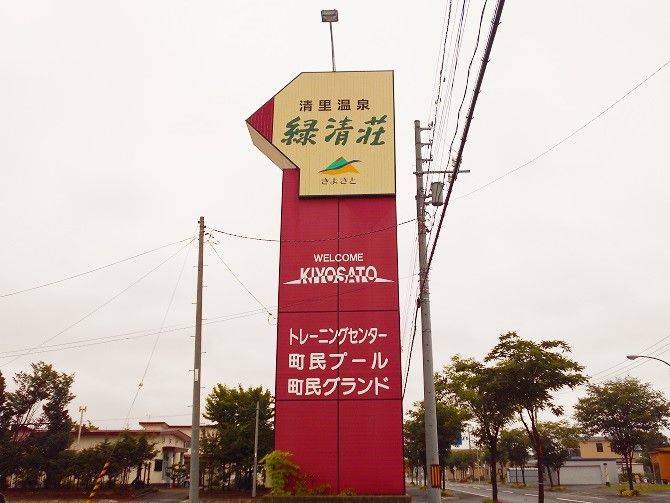 清里温泉
緑清荘
きよさと
WELCOME
KIYOSATO
トレーニングセンター
町民プール
町民グランド